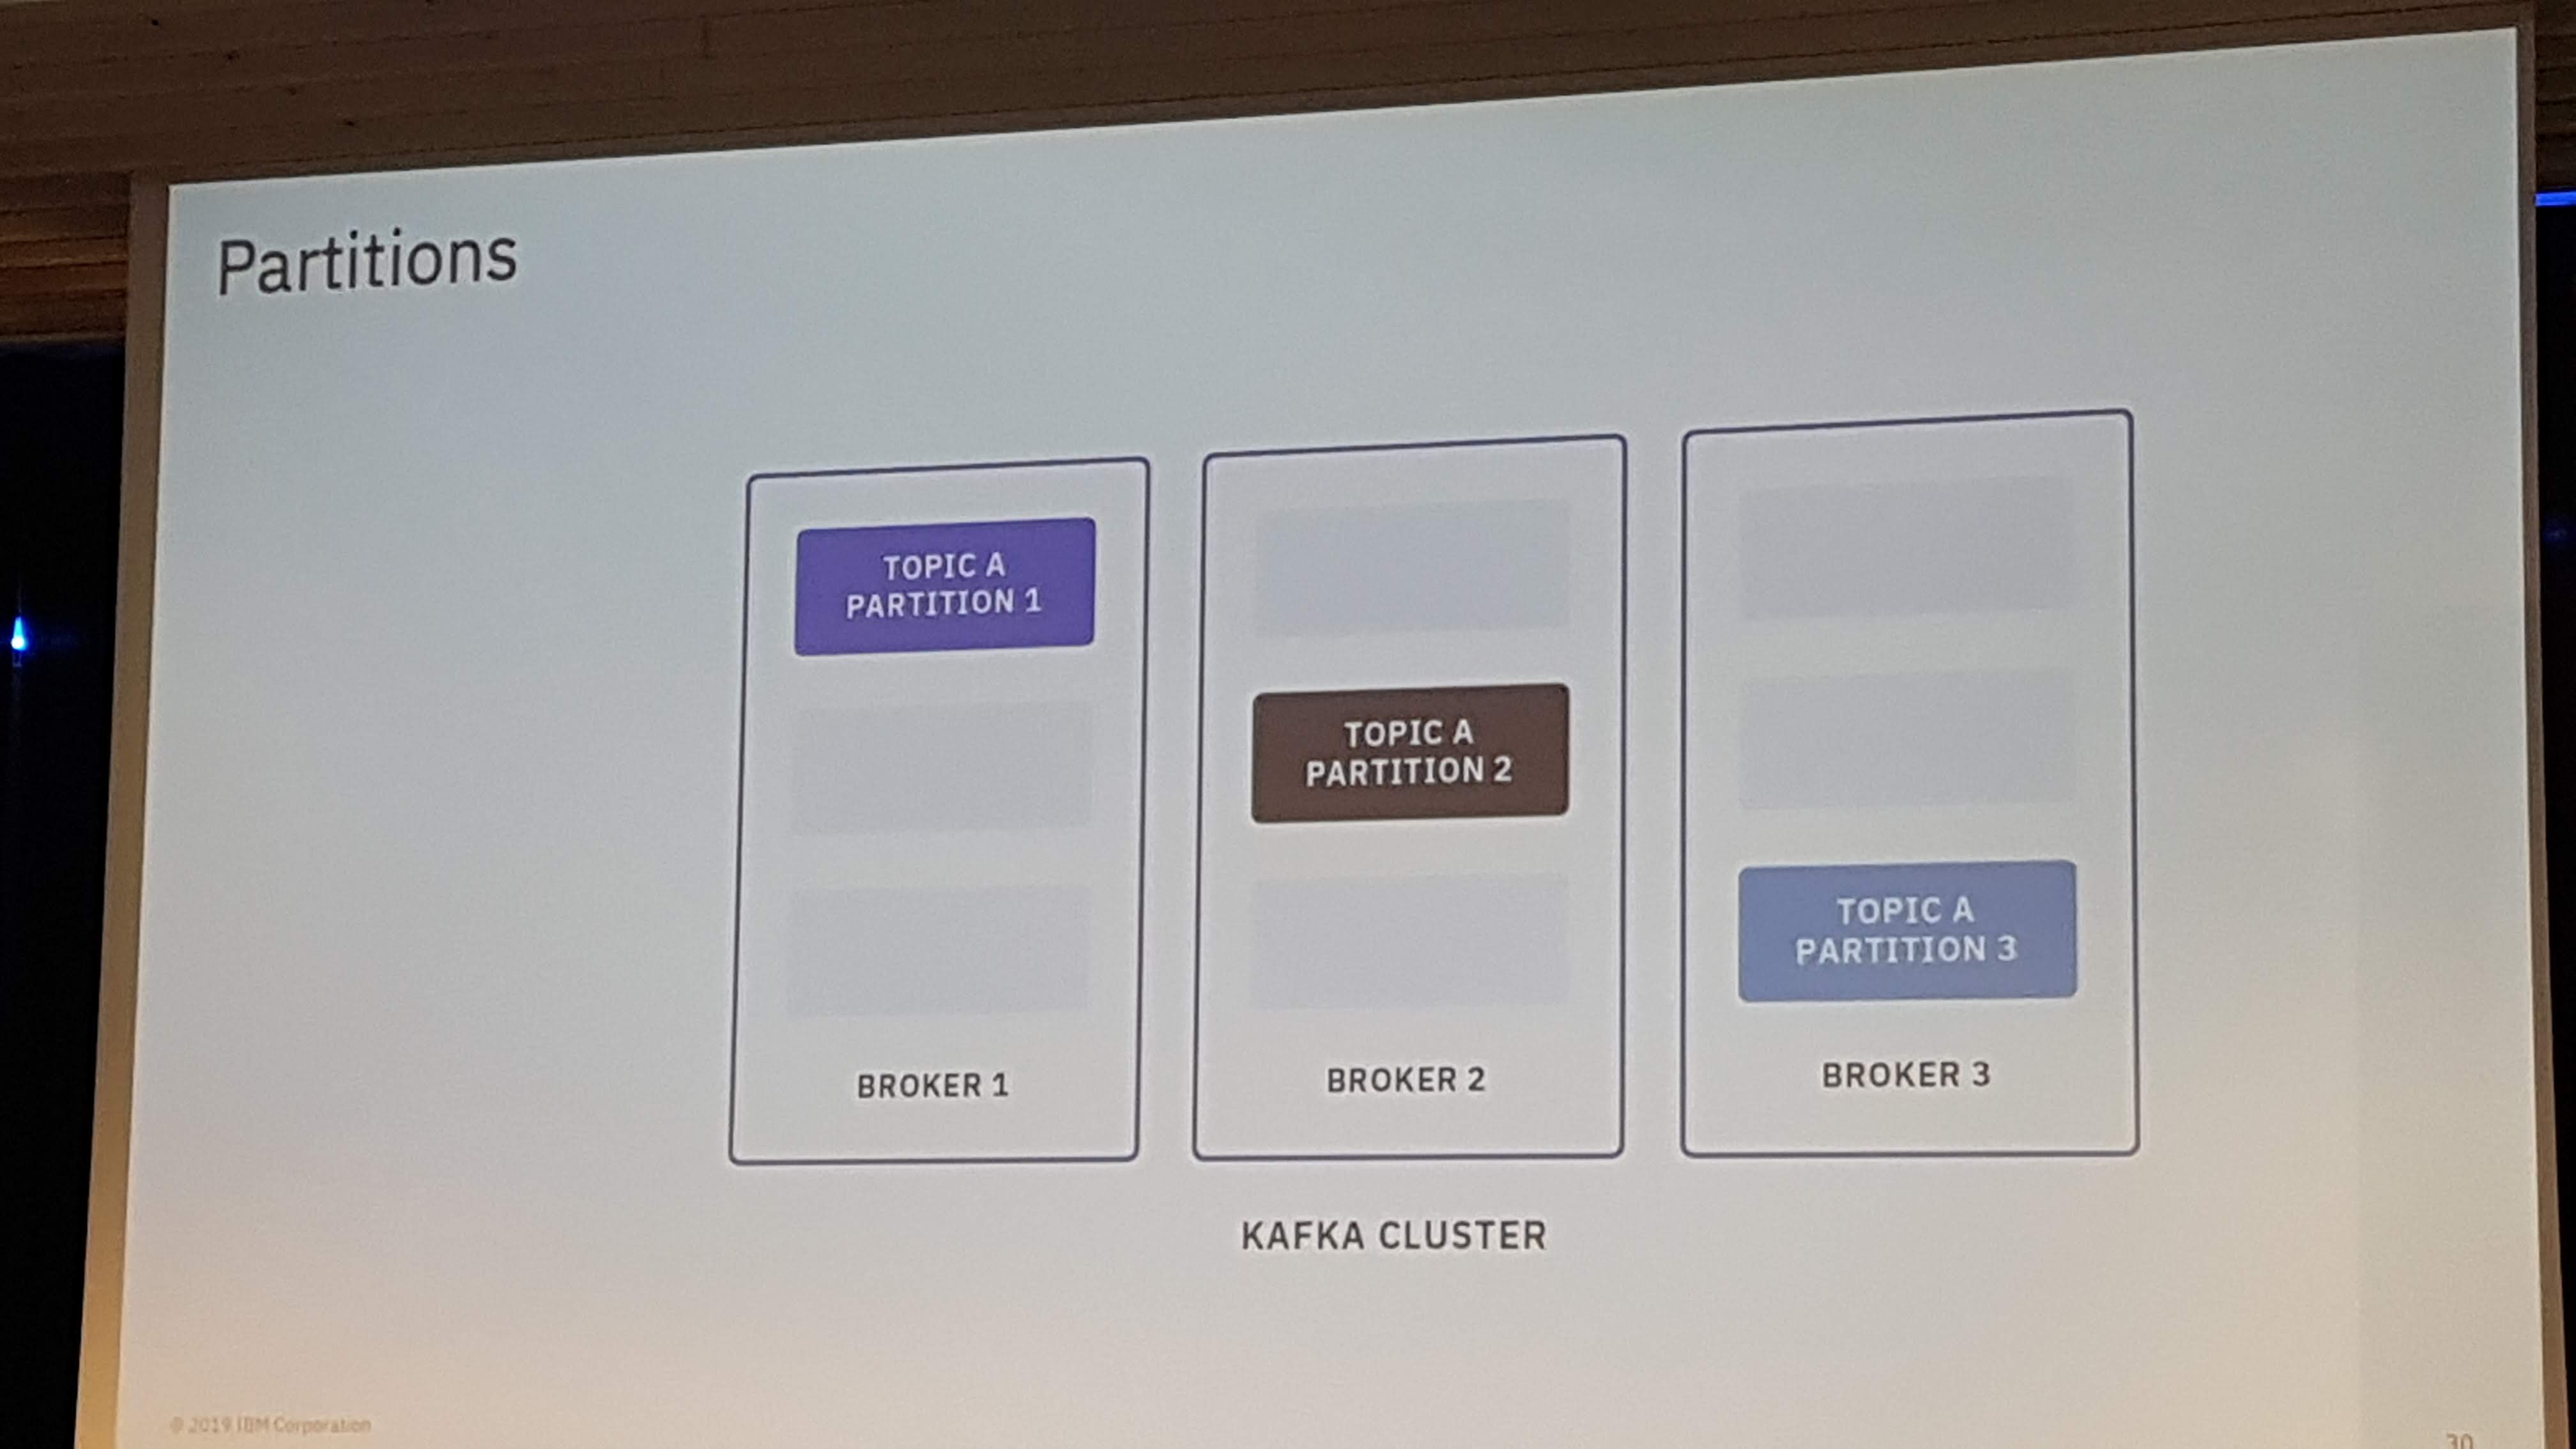 Partitions
TOPIC A
PARTITION 1
TOPIC A
PARTITION 2
TOPIC A
PARTITION 3
BROKER 1
BROKER 2
BROKER 3
KAFKA CLUSTER
© 2019 IBM Corporation
30